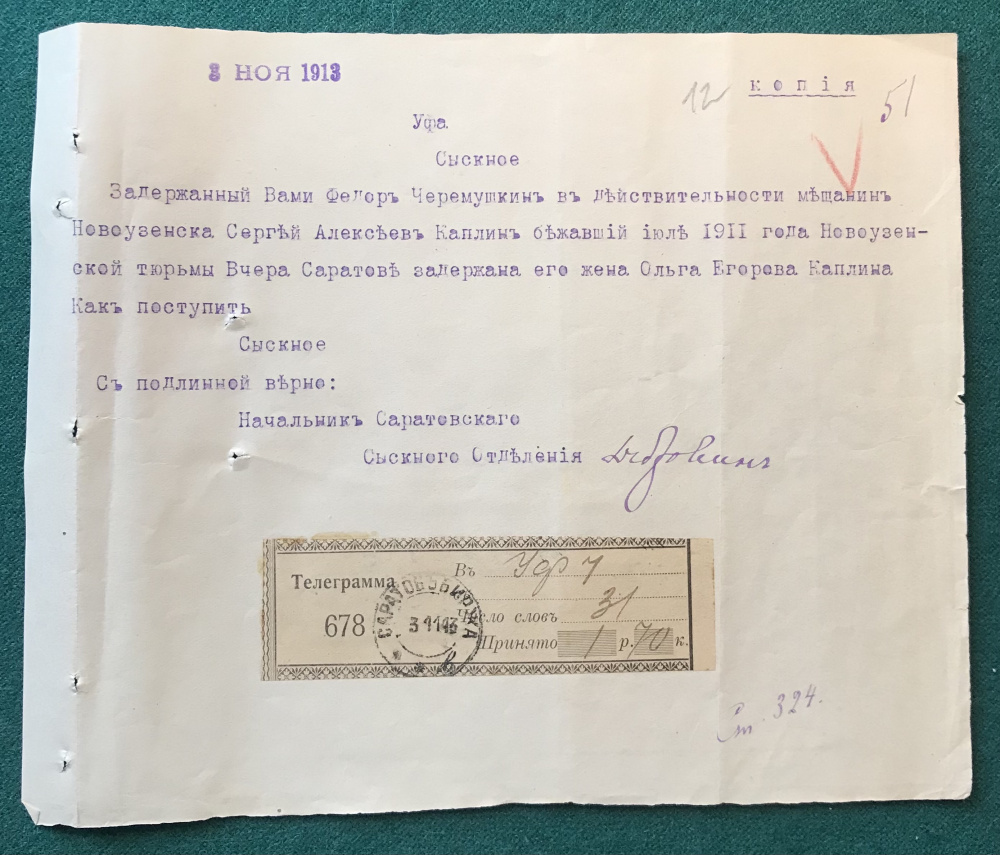 3 НОЯ 1913
копія
12
51
Уфа
Сыскное
Задержанный Вами Федоръ Черемушкинъ въ дѣйствительности мѣщанинъ
Новоузенска Сергѣй Алексѣевъ Каплинъ бѣжавшій іюлѣ 1911 года Новоузен-
ской тюрьмы Вчера Саратовѣ задержана его жена Ольга Егорова Каплина
Какъ поступить
Сыскное
Съ подлинной вѣрно:
Начальникъ Саратовскаго
Сыскного Отдѣленія
Телеграмма
678
Въ Уфу
Число словъ 31
Принято 1 р. 70 к.
САРАТОВЪ БИРЖА
3 11 13
Ст. 324.